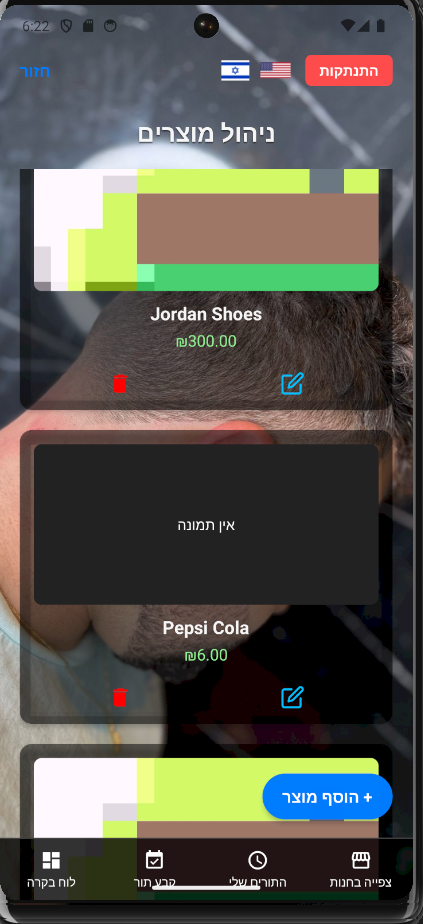 6:22
התנתקות
חזור
ניהול מוצרים
Jordan Shoes
₪300.00
אין תמונה
Pepsi Cola
₪6.00
+ הוסף מוצר
צפייה בחנות
התורים שלי
קבע תור
לוח בקרה